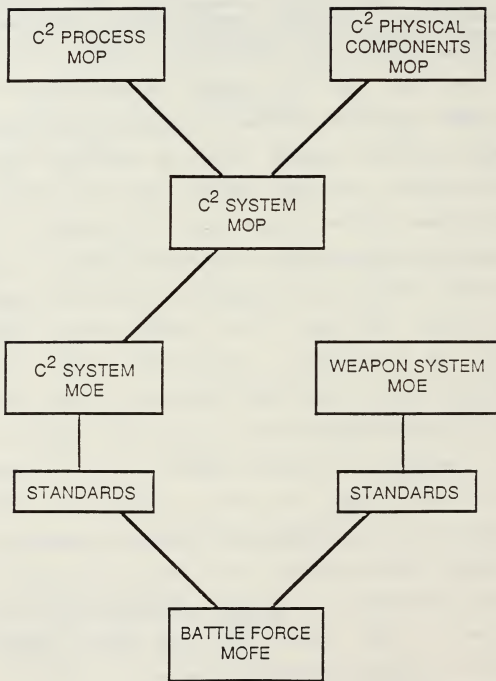 C² PROCESS
MOP
C² PHYSICAL
COMPONENTS
MOP
C² SYSTEM
MOP
C² SYSTEM
MOE
WEAPON SYSTEM
MOE
STANDARDS
STANDARDS
BATTLE FORCE
MOFE